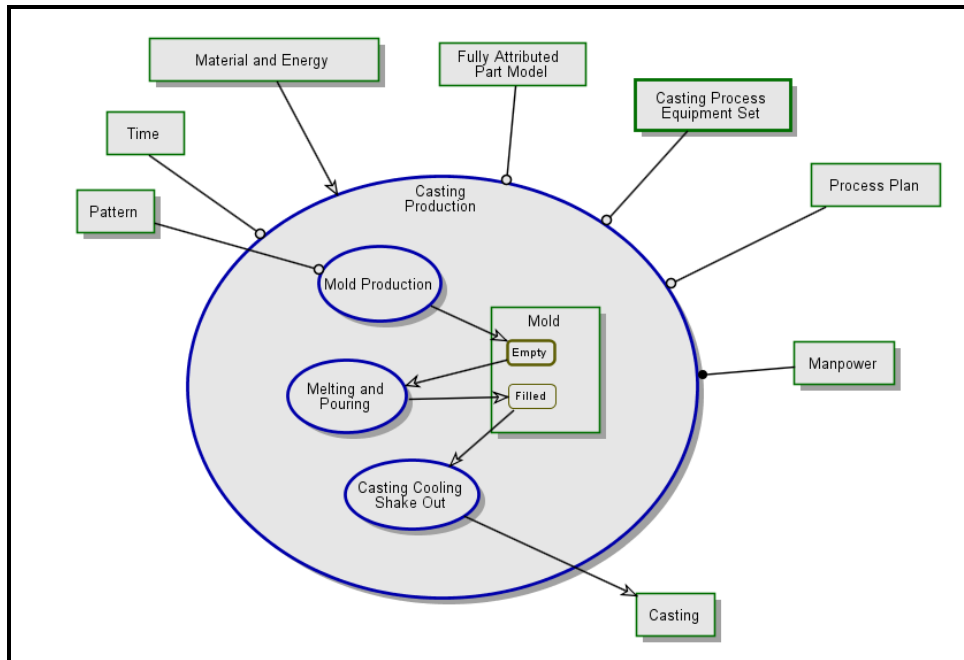 Material and Energy
Fully Attributed
Part Model
Casting Process
Equipment Set
Time
Process Plan
Pattern
Casting
Production
Mold Production
Mold
Empty
Manpower
Melting and
Pouring
Filled
Casting Cooling
Shake Out
Casting